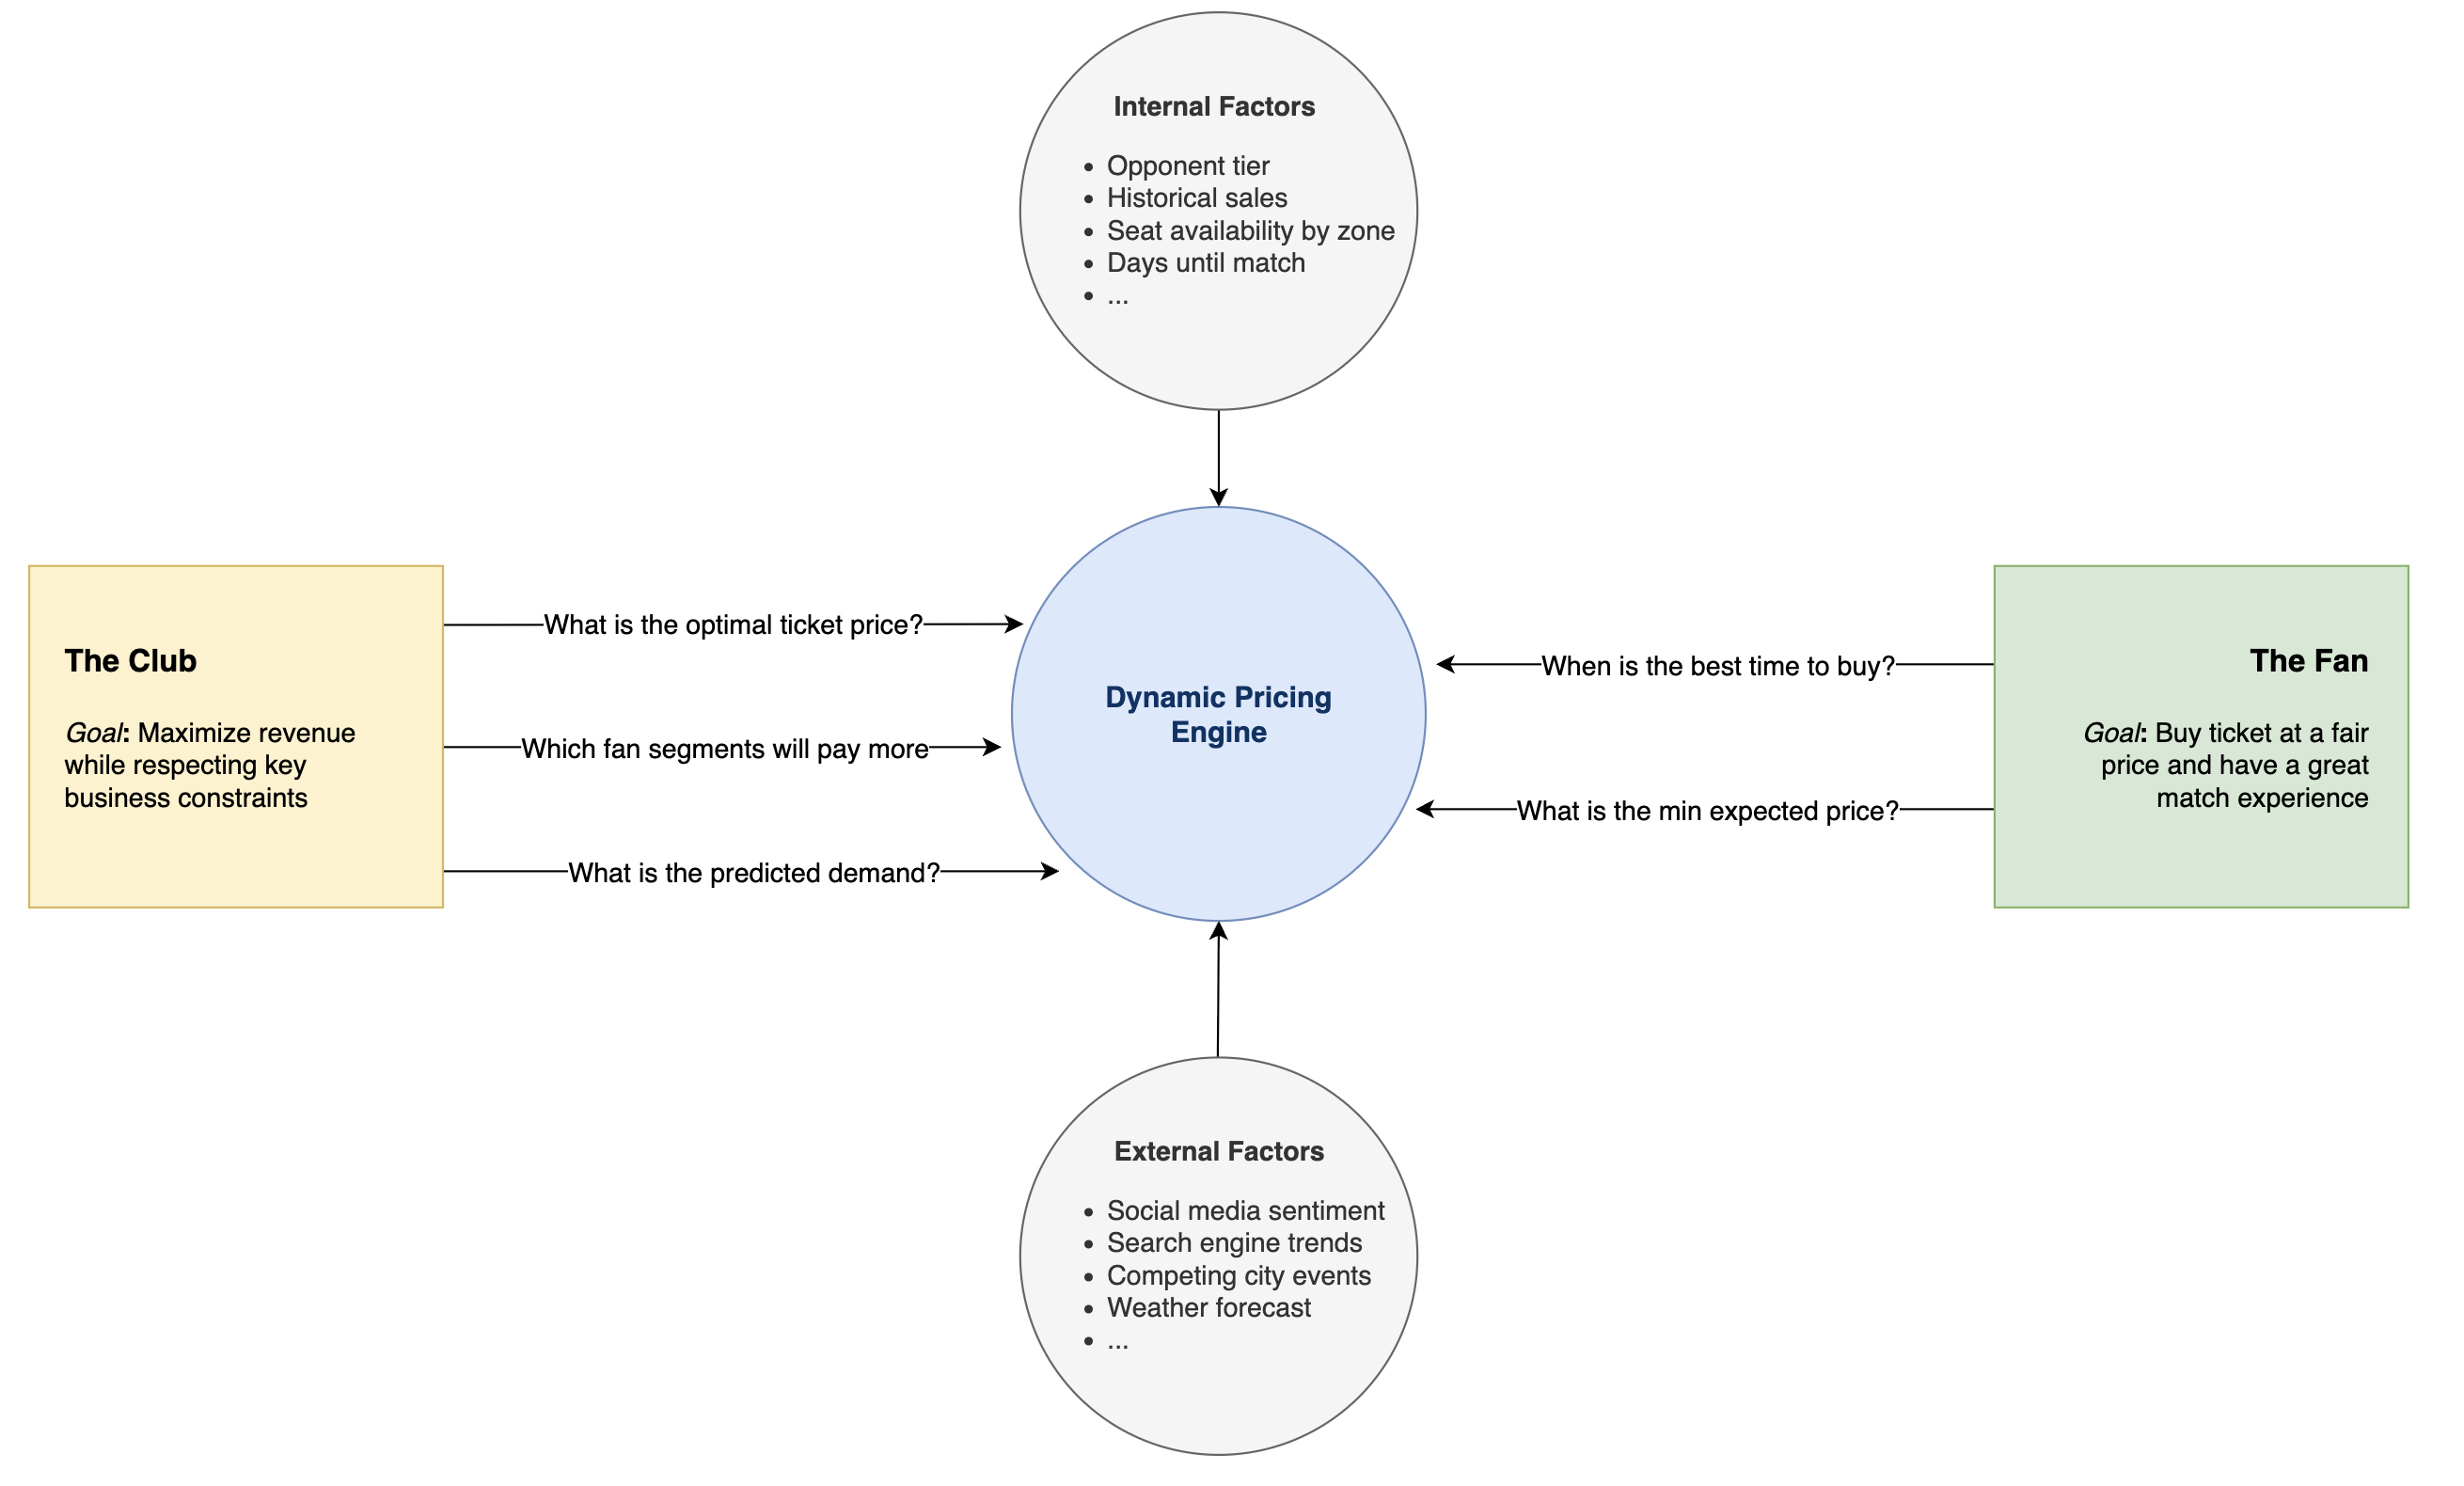 Internal Factors
• Opponent tier
• Historical sales
• Seat availability by zone
• Days until match
• ...
The Club
Goal: Maximize revenue
while respecting key
business constraints
What is the optimal ticket price?
Which fan segments will pay more
What is the predicted demand?
Dynamic Pricing
Engine
When is the best time to buy?
What is the min expected price?
The Fan
Goal: Buy ticket at a fair
price and have a great
match experience
External Factors
• Social media sentiment
• Search engine trends
• Competing city events
• Weather forecast
• ...